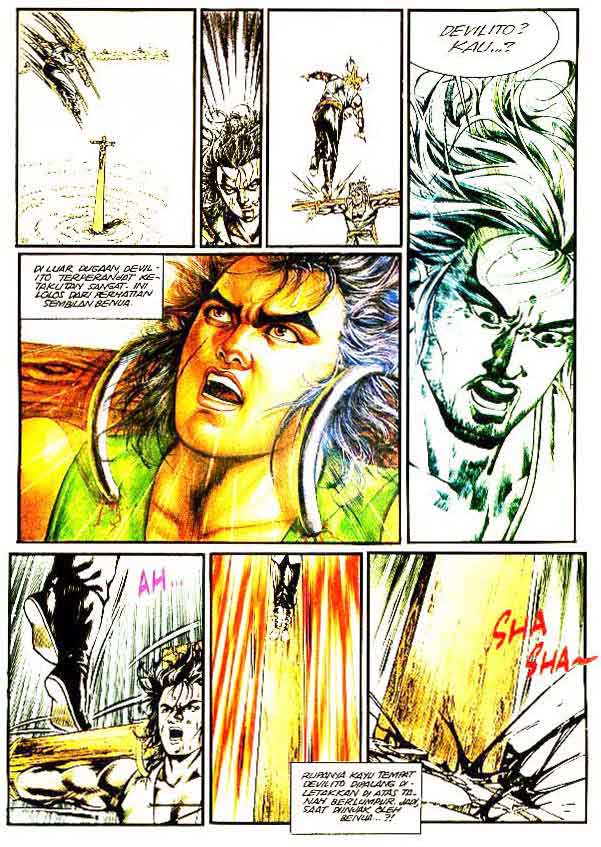 DEVILITO?
KAU...?
DI LUAR DUGAAN, DEVIL-
ITO TERPERANJAT KE-
TAKUTAN SANGAT. INI
LOLOS DARI PERHATIAN
SEMBILAN BENUA.
AH...
SHA
SHA~
RUPANYA KAYU TEMPAT
DEVILITO DIPALANG DI-
LETAKKAN DI ATAS TA-
NAH BERLUMPUR. JADI,
SAAT DIINJAK OLEH
BENUA...?!